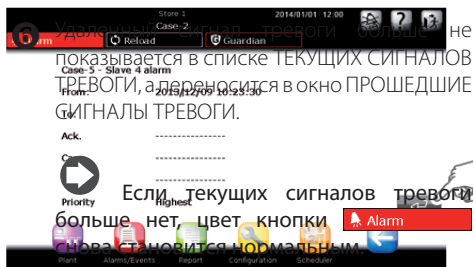 Store 1
2014/01/01 12:00
Case-2
6 Удаленный сигнал тревоги больше не
Alarm Reload Guardian
показывается в списке ТЕКУЩИХ СИГНАЛОВ
Case-5 - Slave 4 alarm
ТРЕВОГИ, а переносится в окно ПРОШЕДШИЕ
From: 2013/12/09 10:23:30
СИГНАЛЫ ТРЕВОГИ.
To:
Ack. ----------------
----------------
Если текущих сигналов тревоги
Priority Highest
больше нет, цвет кнопки Alarm
снова становится нормальным.
Plant Alarms/Events Report Configuration Scheduler